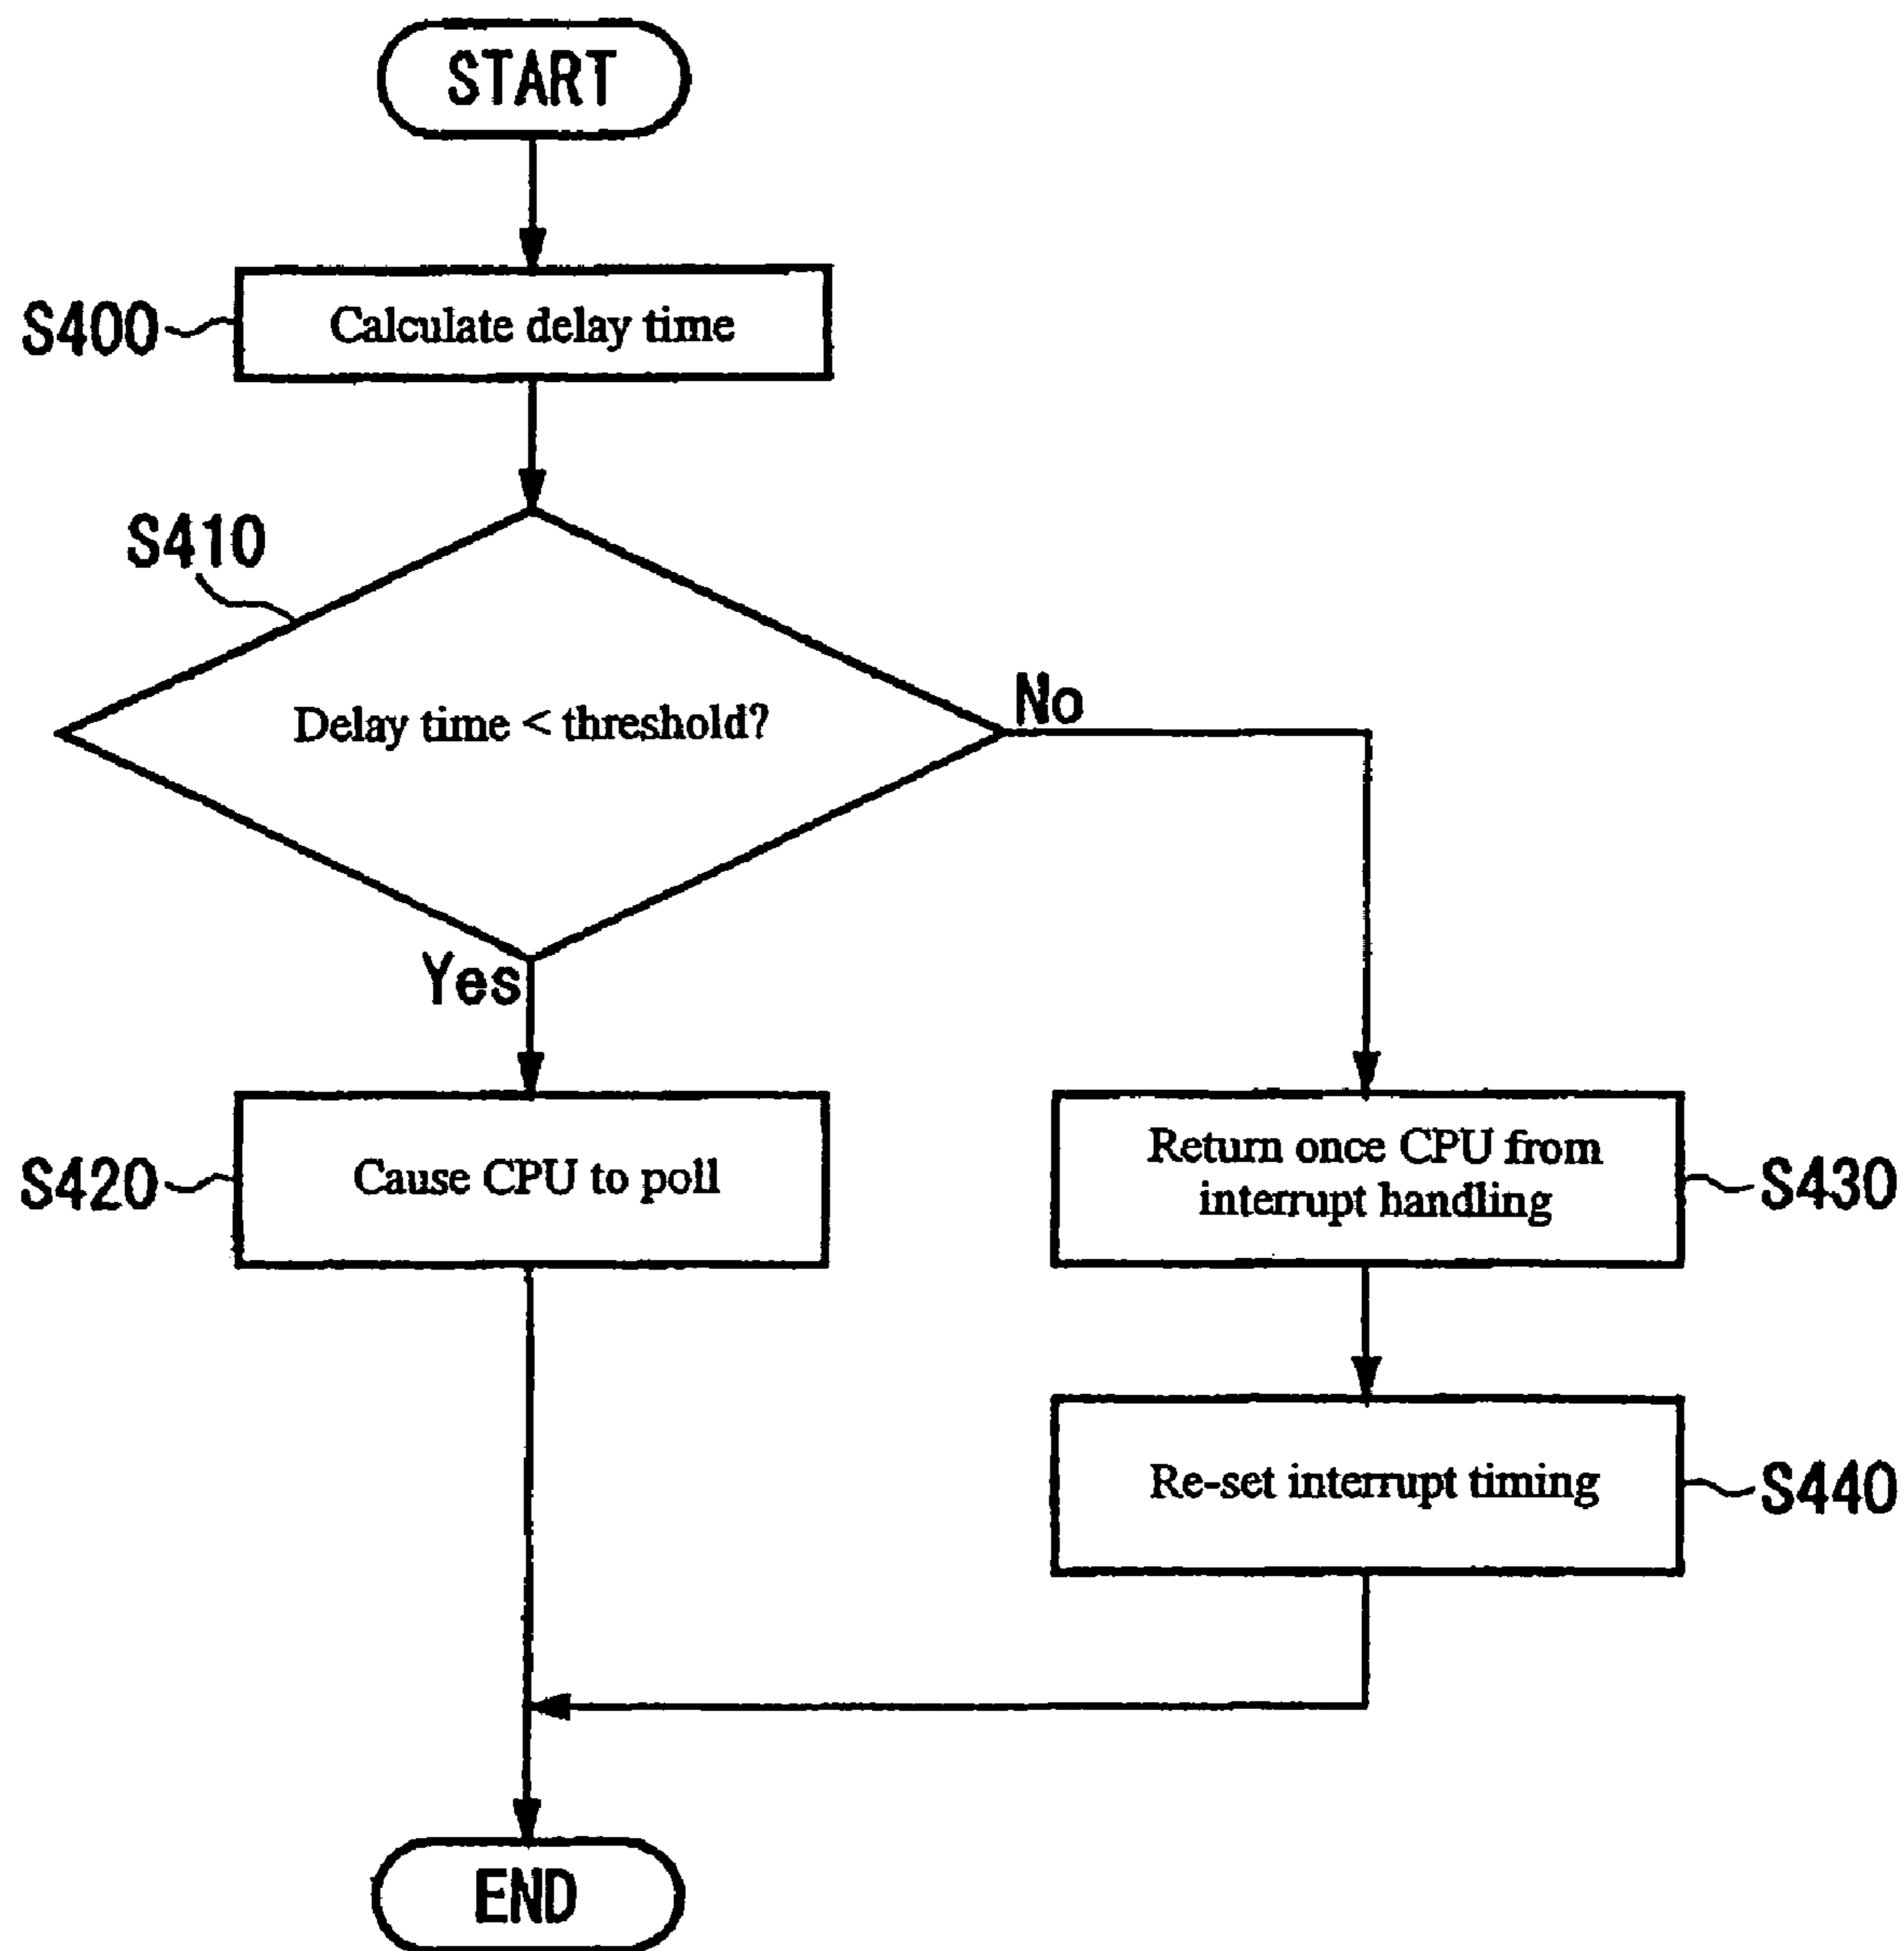 START
S400
Calculate delay time
S410
Delay time < threshold?
No
Yes
S420
Cause CPU to poll
Return once CPU from
interrupt handling
S430
Re-set interrupt timing
S440
END